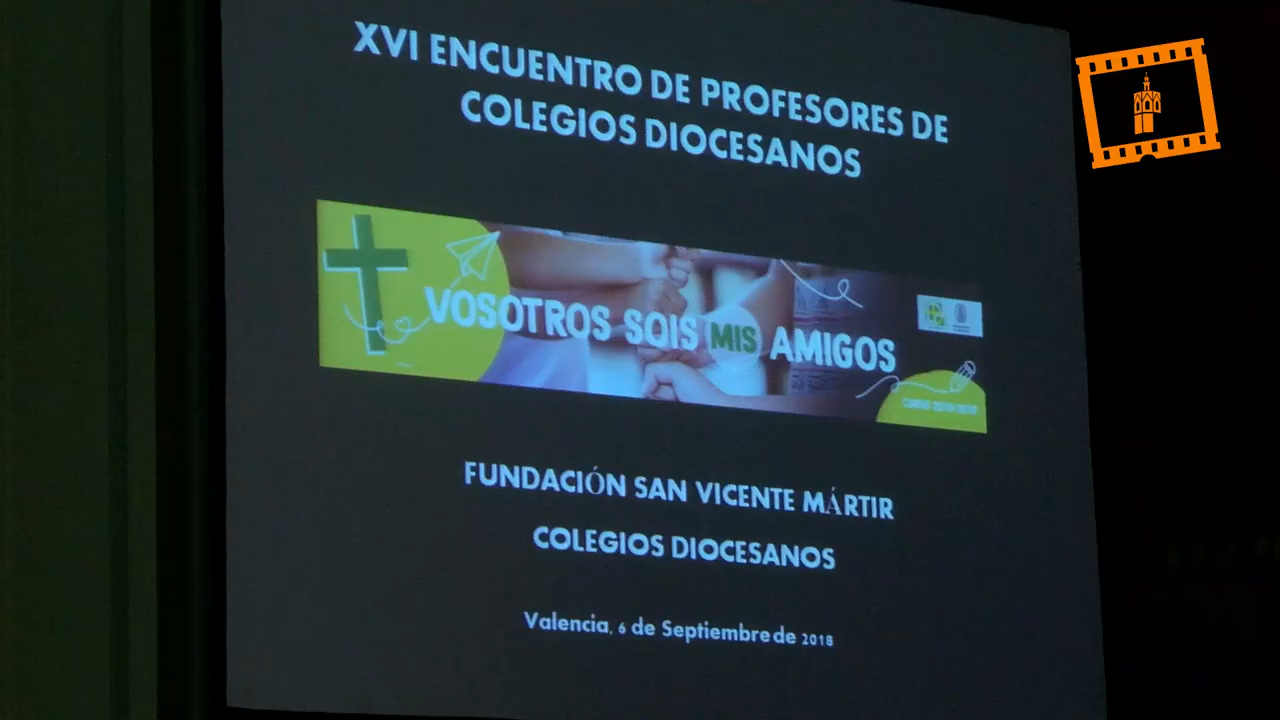 XVI ENCUENTRO DE PROFESORES DE
COLEGIOS DIOCESANOS
VOSOTROS SOIS MIS AMIGOS
FUNDACIÓN SAN VICENTE MÁRTIR
COLEGIOS DIOCESANOS
Valencia, 6 de Septiembre de 2018